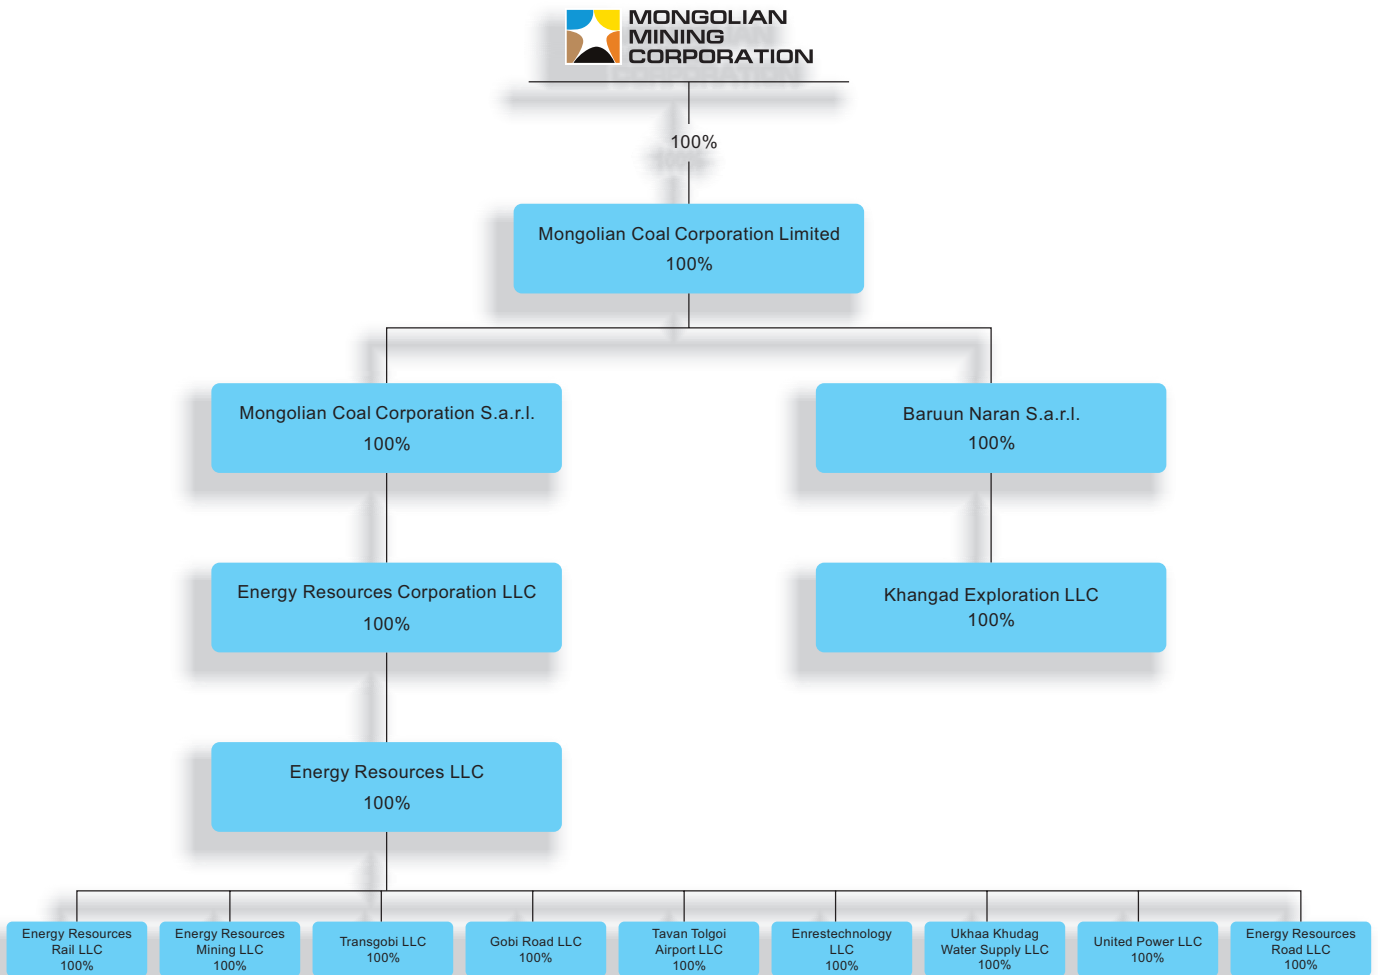 MONGOLIAN
MINING
CORPORATION
100%
Mongolian Coal Corporation Limited
100%
Mongolian Coal Corporation S.a.r.l.
100%
Baruun Naran S.a.r.l.
100%
Energy Resources Corporation LLC
100%
Khangad Exploration LLC
100%
Energy Resources LLC
100%
Energy Resources
Rail LLC
100%
Energy Resources
Mining LLC
100%
Transgobi LLC
100%
Gobi Road LLC
100%
Tavan Tolgoi
Airport LLC
100%
Enrestechnology
LLC
100%
Ukhaa Khudag
Water Supply LLC
100%
United Power LLC
100%
Energy Resources
Road LLC
100%